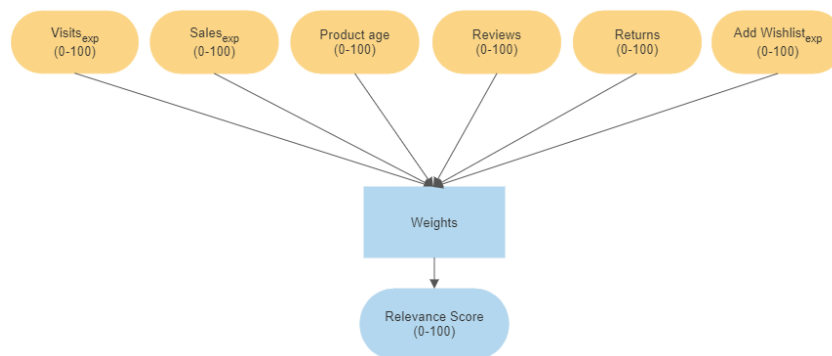 Visits exp
(0-100)
Sales exp
(0-100)
Product age
(0-100)
Reviews
(0-100)
Returns
(0-100)
Add Wishlist exp
(0-100)
Weights
Relevance Score
(0-100)